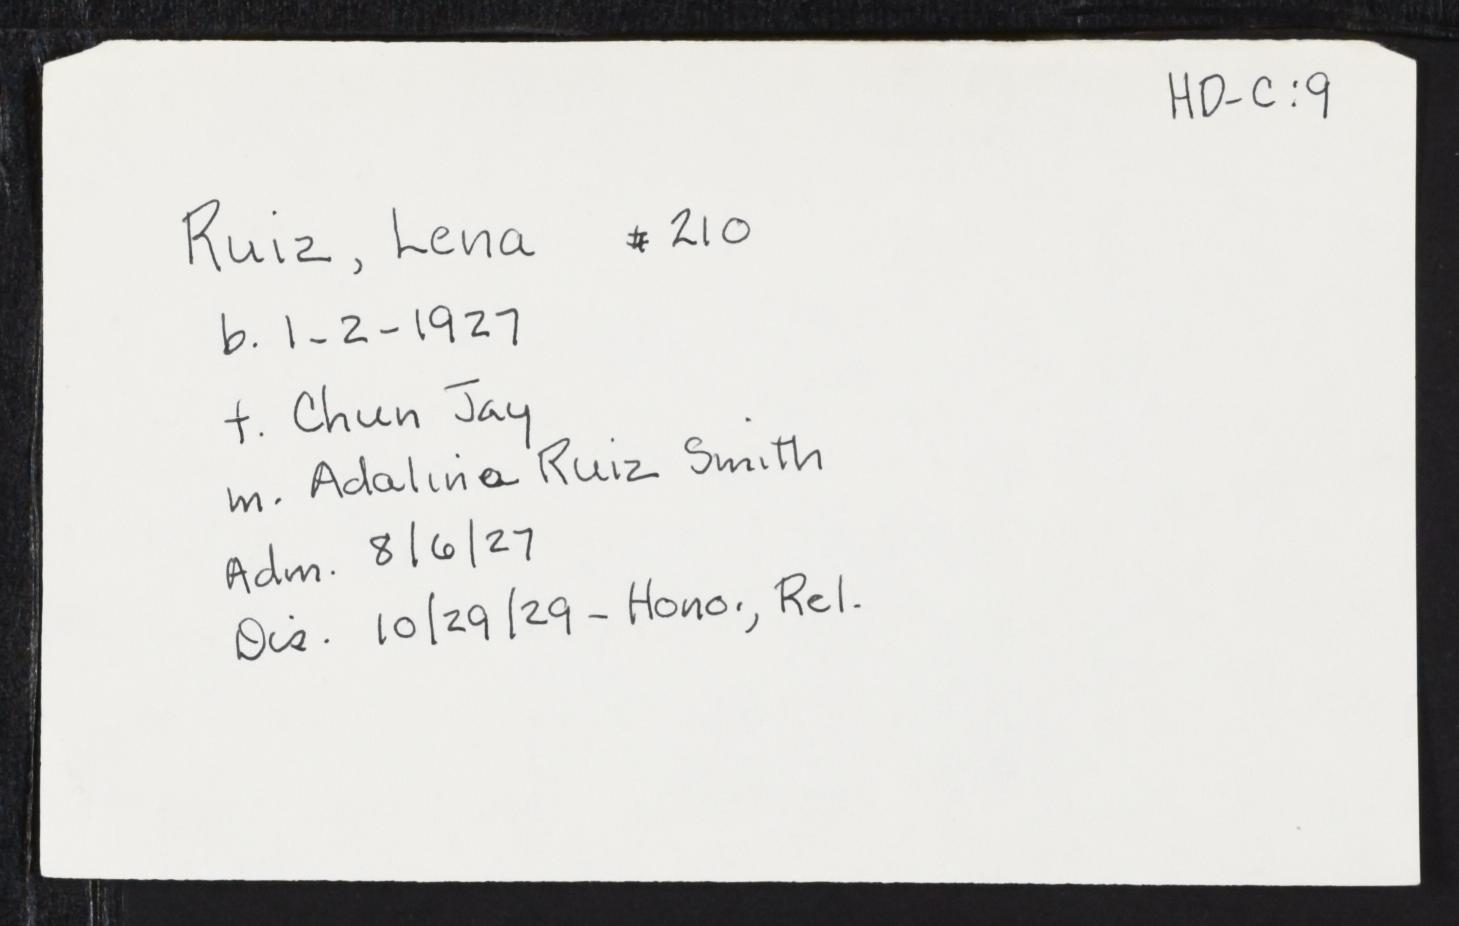 HD-C:9
Ruiz, Lena #210
b. 1-2-1927
f. Chun Jay
m. Adalina Ruiz Smith
Adm. 8/6/27
Dis. 10/29/29 - Hono., Rel.